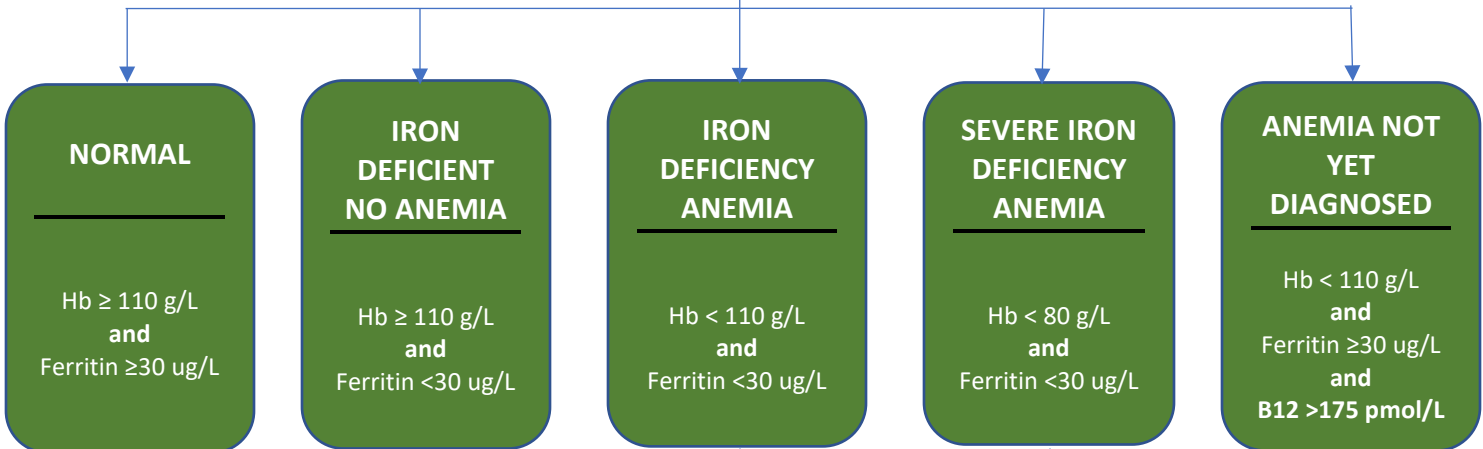 NORMAL
Hb ≥ 110 g/L
and
Ferritin ≥30 ug/L
IRON
DEFICIENT
NO ANEMIA
Hb ≥ 110 g/L
and
Ferritin <30 ug/L
IRON
DEFICIENCY
ANEMIA
Hb < 110 g/L
and
Ferritin <30 ug/L
SEVERE IRON
DEFICIENCY
ANEMIA
Hb < 80 g/L
and
Ferritin <30 ug/L
ANEMIA NOT
YET
DIAGNOSED
Hb < 110 g/L
and
Ferritin ≥30 ug/L
and
B12 >175 pmol/L